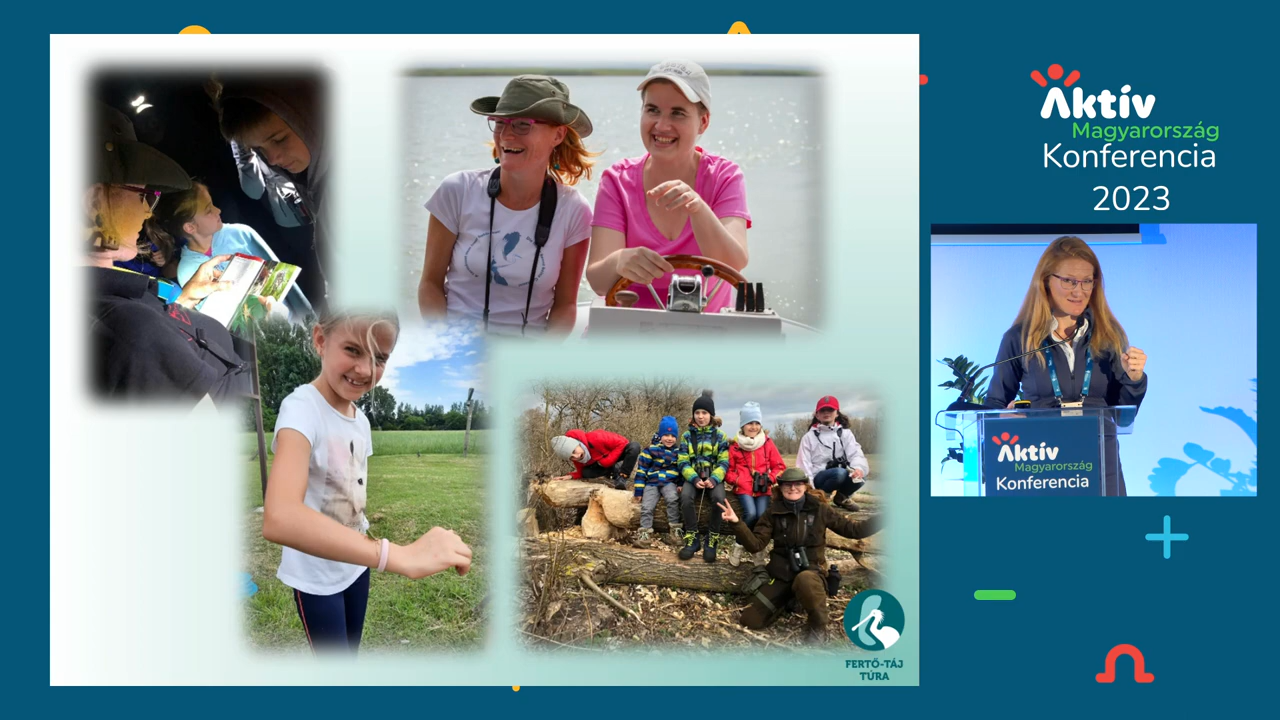 Aktív
Magyarország
Konferencia
2023
Aktív
Magyarország
Konferencia
FERTŐ-TÁJ
TÚRA